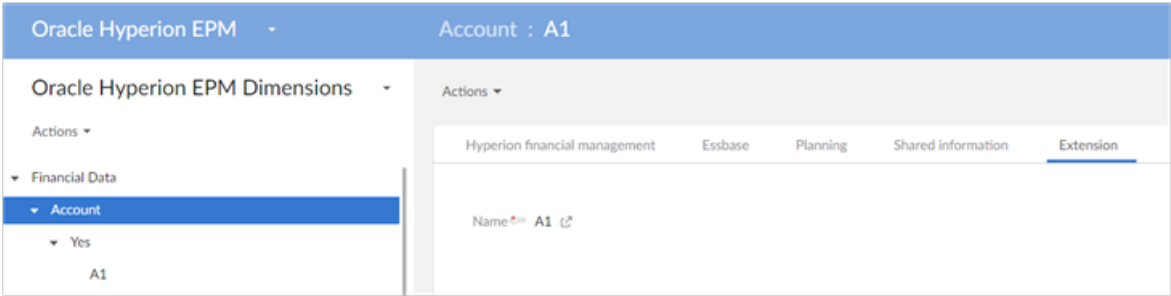 Oracle Hyperion EPM
Account : A1
Oracle Hyperion EPM Dimensions
Actions
Actions
Hyperion financial management Essbase Planning Shared information Extension
Financial Data
Account
Yes
A1
Name A1